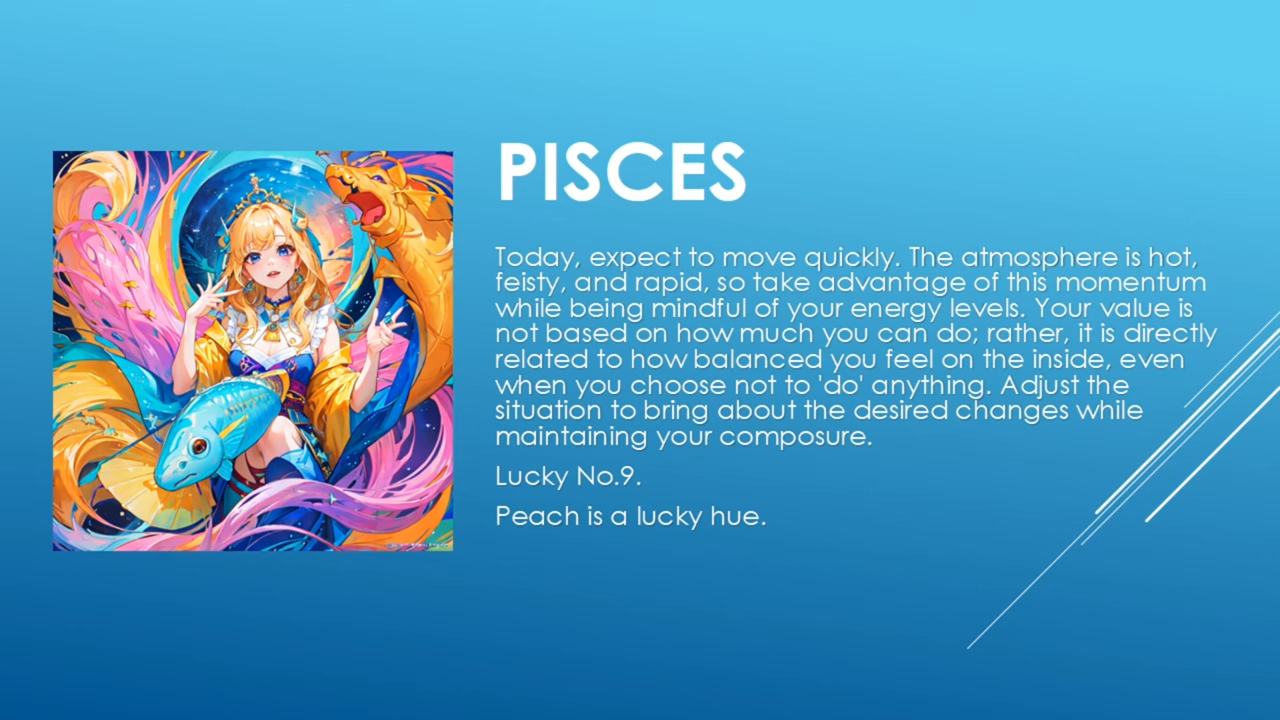 PISCES
Today, expect to move quickly. The atmosphere is hot,
feisty, and rapid, so take advantage of this momentum
while being mindful of your energy levels. Your value is
not based on how much you can do; rather, it is directly
related to how balanced you feel on the inside, even
when you choose not to 'do' anything. Adjust the
situation to bring about the desired changes while
maintaining your composure.
Lucky No.9.
Peach is a lucky hue.